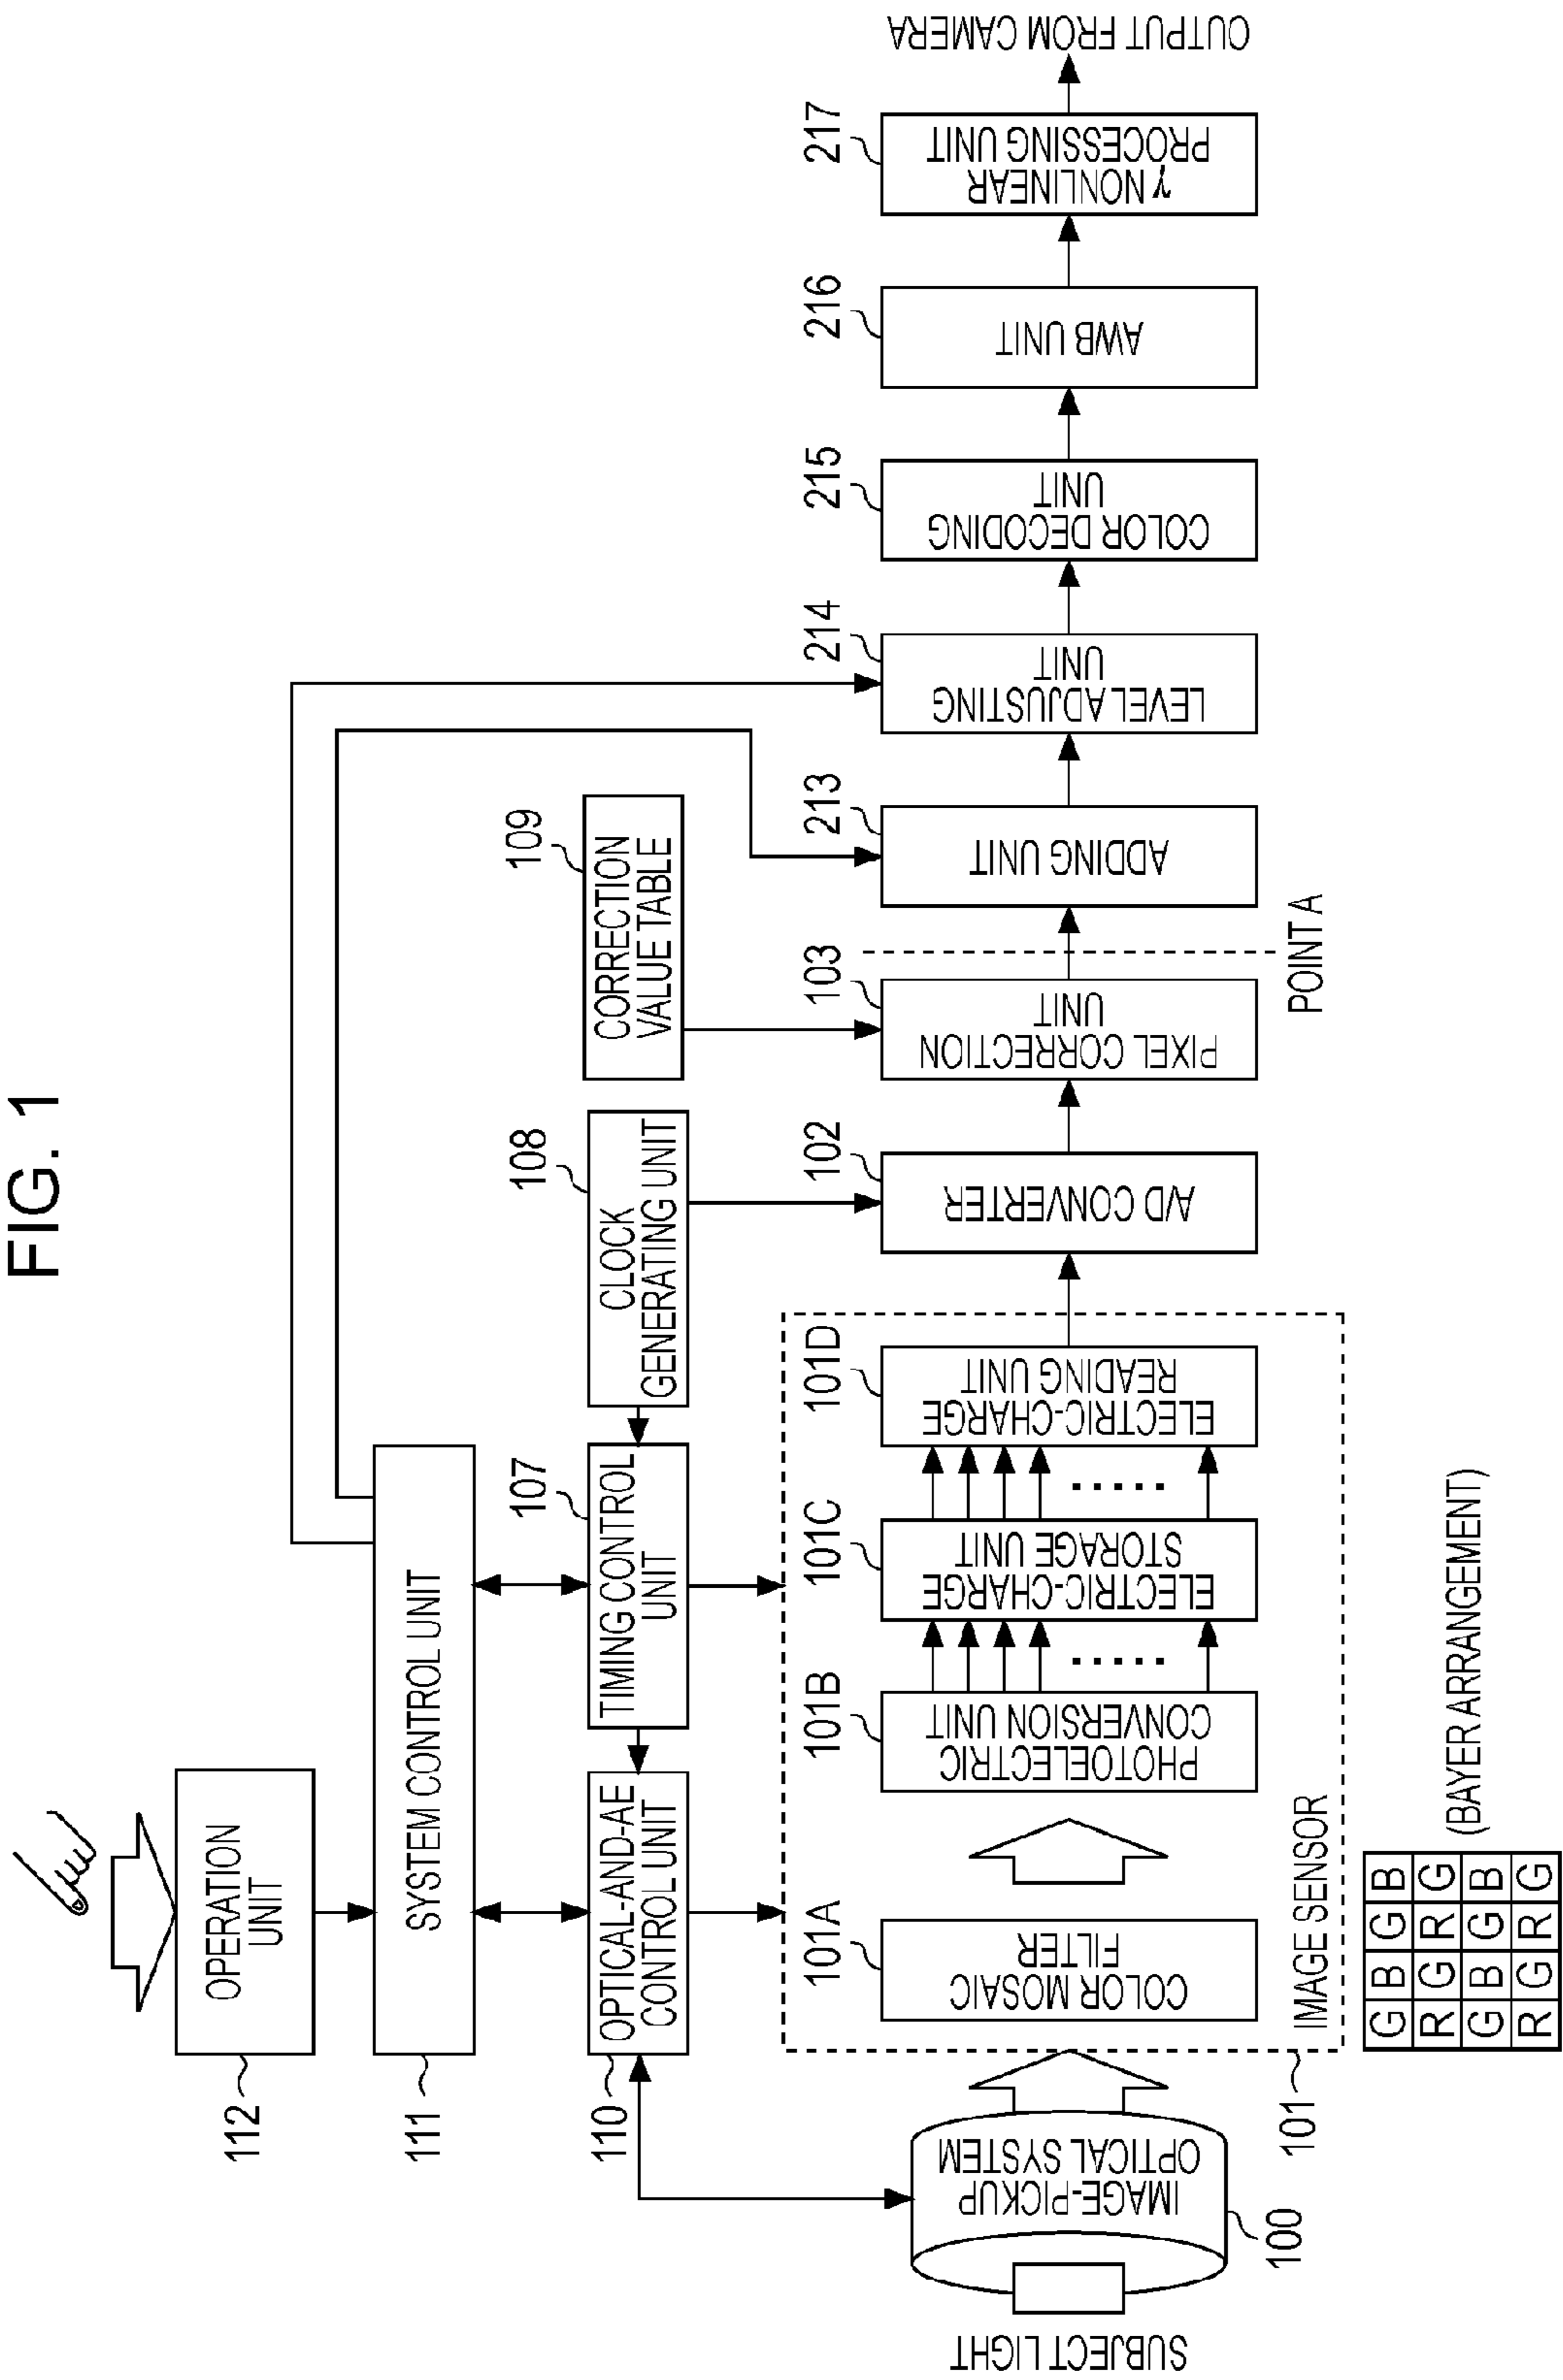 FIG. 1
OPERATION
UNIT
112
SYSTEM CONTROL UNIT
111
OPTICAL-AND-AE
CONTROL UNIT
110
TIMING CONTROL
UNIT
107
CLOCK
GENERATING UNIT
108
CORRECTION
VALUE TABLE
109
SUBJECT LIGHT
IMAGE-PICKUP
OPTICAL SYSTEM
100
101
IMAGE SENSOR
101A
COLOR MOSAIC
FILTER
101B
PHOTOELECTRIC
CONVERSION UNIT
101C
ELECTRIC-CHARGE
STORAGE UNIT
101D
ELECTRIC-CHARGE
READING UNIT
102
A/D CONVERTER
103
PIXEL CORRECTION
UNIT
POINT A
213
ADDING UNIT
214
LEVEL ADJUSTING
UNIT
215
COLOR DECODING
UNIT
216
AWB UNIT
217
γ NONLINEAR
PROCESSING UNIT
OUTPUT FROM CAMERA
G B G B
R G R G
G B G B
R G R G
(BAYER ARRANGEMENT)